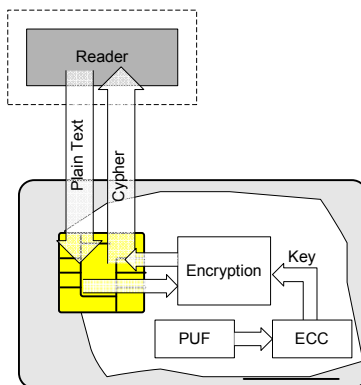 Reader
Plain Text
Cypher
Encryption
Key
PUF
ECC